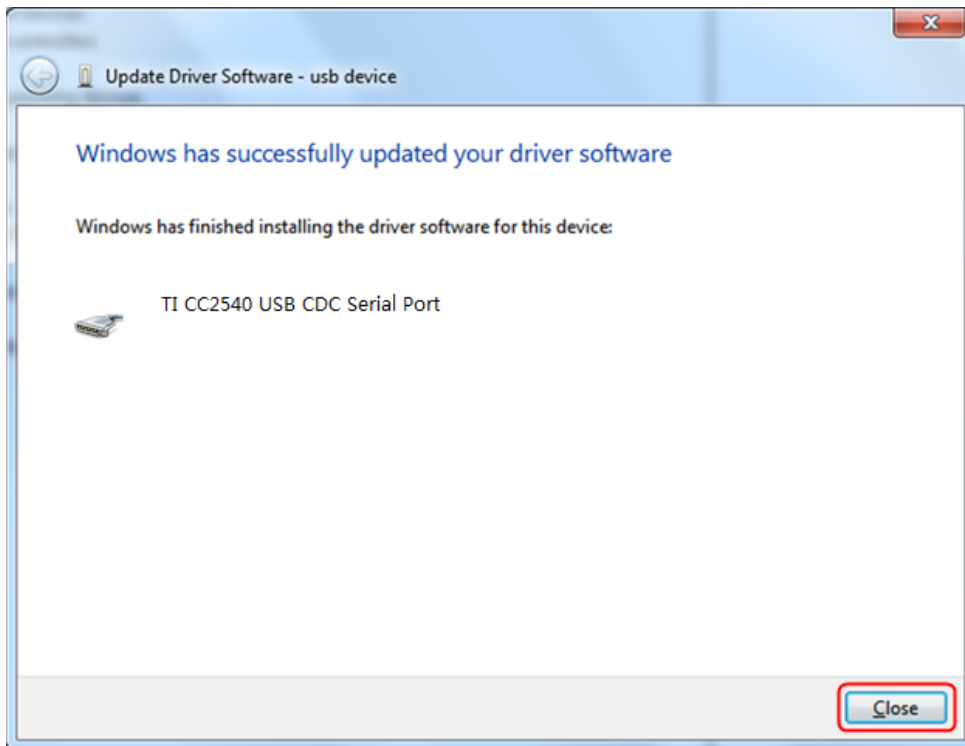 Update Driver Software - usb device
Windows has successfully updated your driver software
Windows has finished installing the driver software for this device:
TI CC2540 USB CDC Serial Port
Close